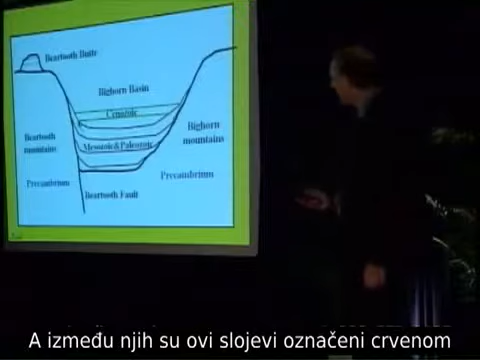 Beartooth Butte
Bighorn Basin
Cenozoic
Bighorn
mountains
Beartooth
mountains
Mesozoic & Paleozoic
Precambrium
Precambrium
Beartooth Fault
A između njih su ovi slojevi označeni crvenom